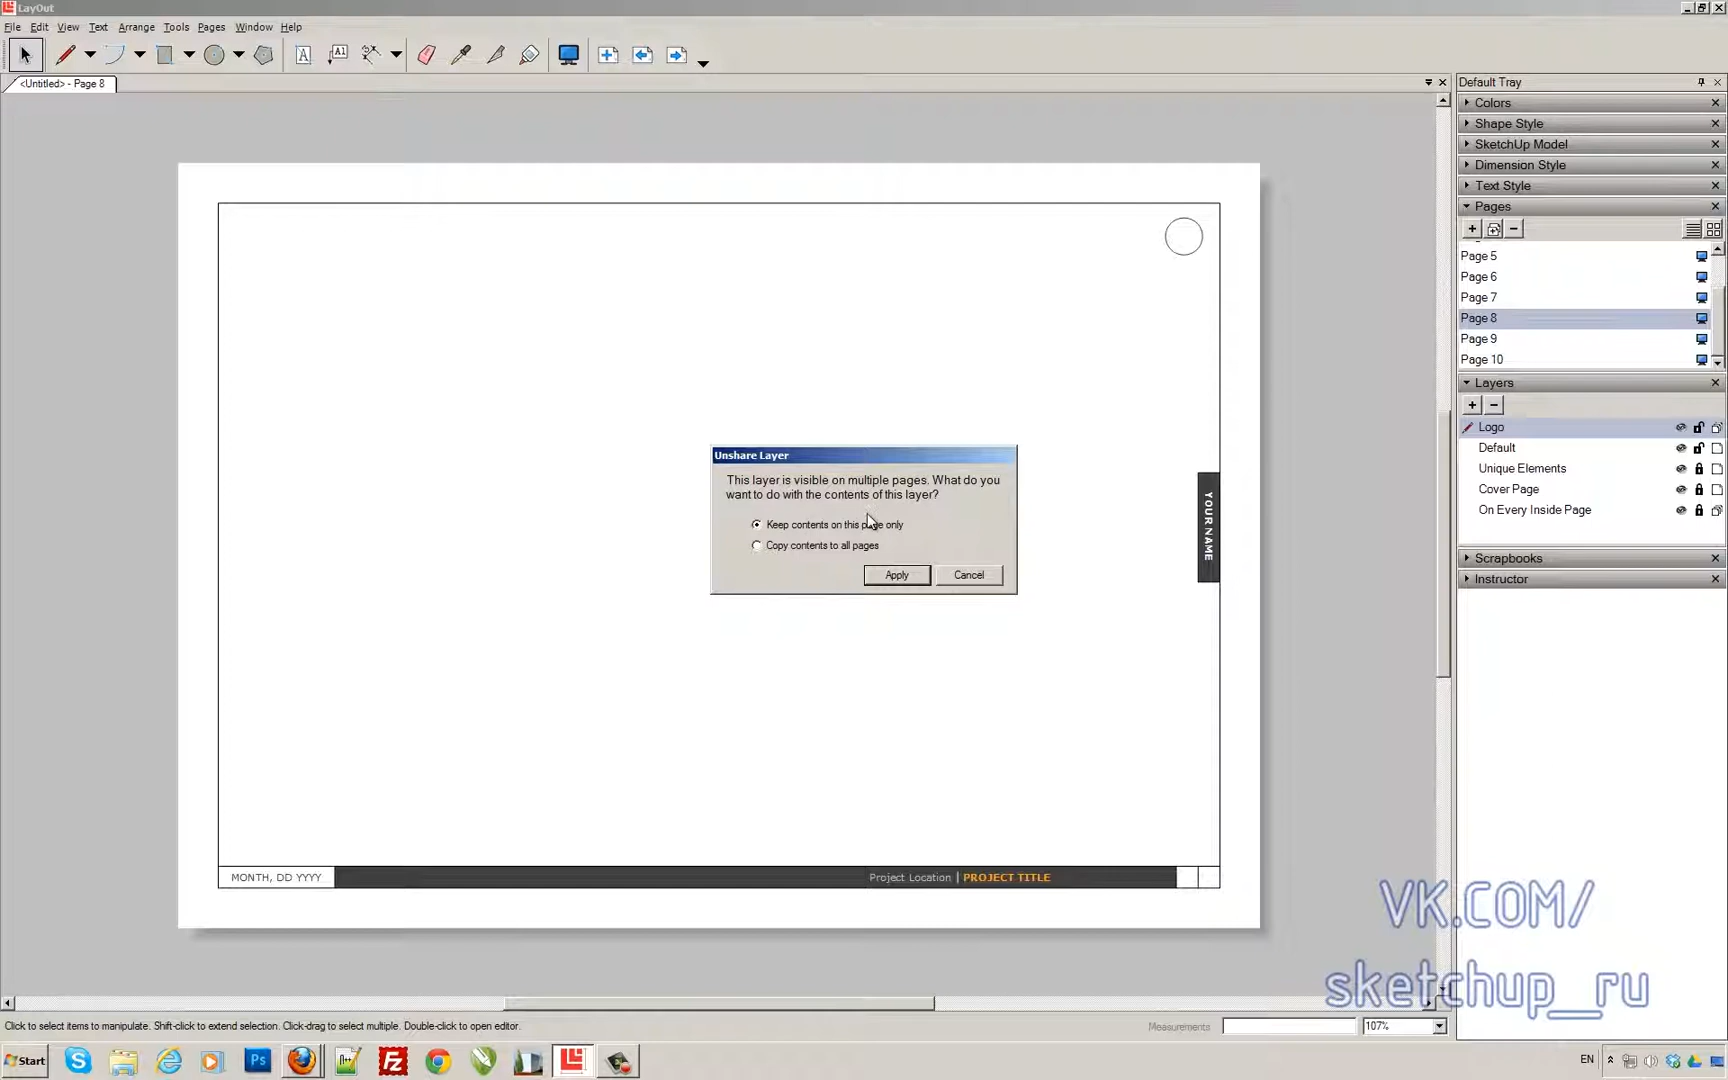 LayOut
File Edit View Text Arrange Tools Pages Window Help
A A1
<Untitled> - Page 8
Default Tray
Colors
Shape Style
SketchUp Model
Dimension Style
Text Style
Pages
Page 5
Page 6
Page 7
Page 8
Page 9
Page 10
Layers
Logo
Default
Unique Elements
Cover Page
On Every Inside Page
Scrapbooks
Instructor
Unshare Layer
This layer is visible on multiple pages. What do you
want to do with the contents of this layer?
Keep contents on this page only
Copy contents to all pages
Apply Cancel
YOUR NAME
MONTH, DD YYYY Project Location | PROJECT TITLE
VK.COM/
sketchup_ru
Click to select items to manipulate. Shift-click to extend selection. Click-drag to select multiple. Double-click to open editor. Measurements 107%
Start Ps Fz EN